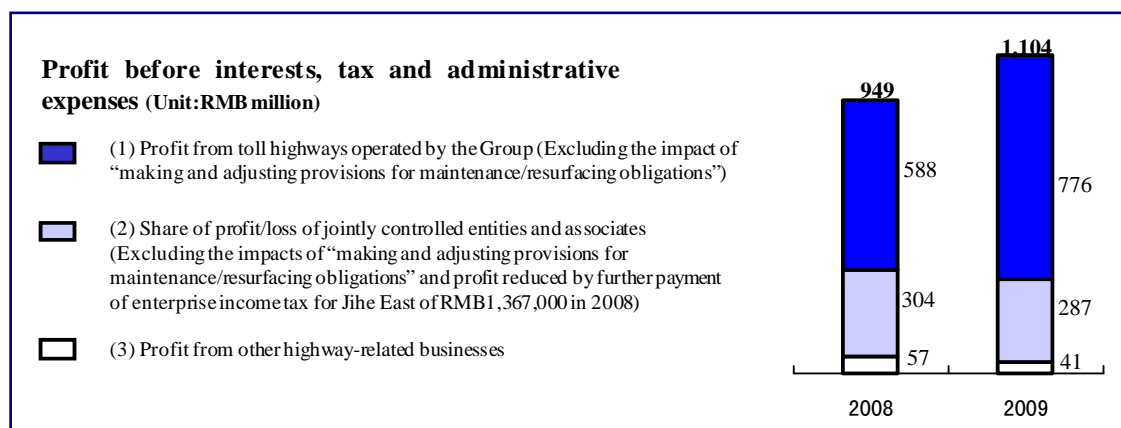 Profit before interests, tax and administrative
expenses (Unit:RMB million)
(1) Profit from toll highways operated by the Group (Excluding the impact of
“making and adjusting provisions for maintenance/resurfacing obligations”)
(2) Share of profit/loss of jointly controlled entities and associates
(Excluding the impacts of “making and adjusting provisions for
maintenance/resurfacing obligations” and profit reduced by further payment
of enterprise income tax for Jihe East of RMB1,367,000 in 2008)
(3) Profit from other highway-related businesses
949
588
304
57
2008
1,104
776
287
41
2009